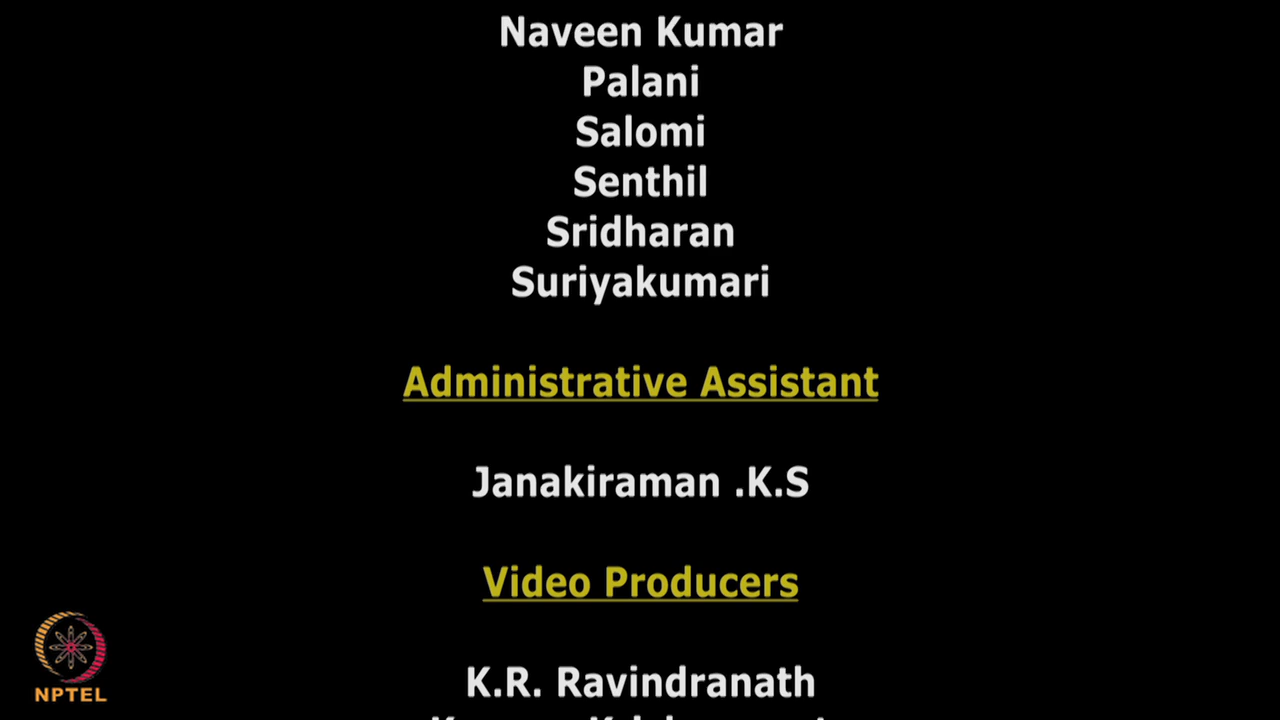 Naveen Kumar
Palani
Salomi
Senthil
Sridharan
Suriyakumari
Administrative Assistant
Janakiraman .K.S
Video Producers
K.R. Ravindranath
NPTEL